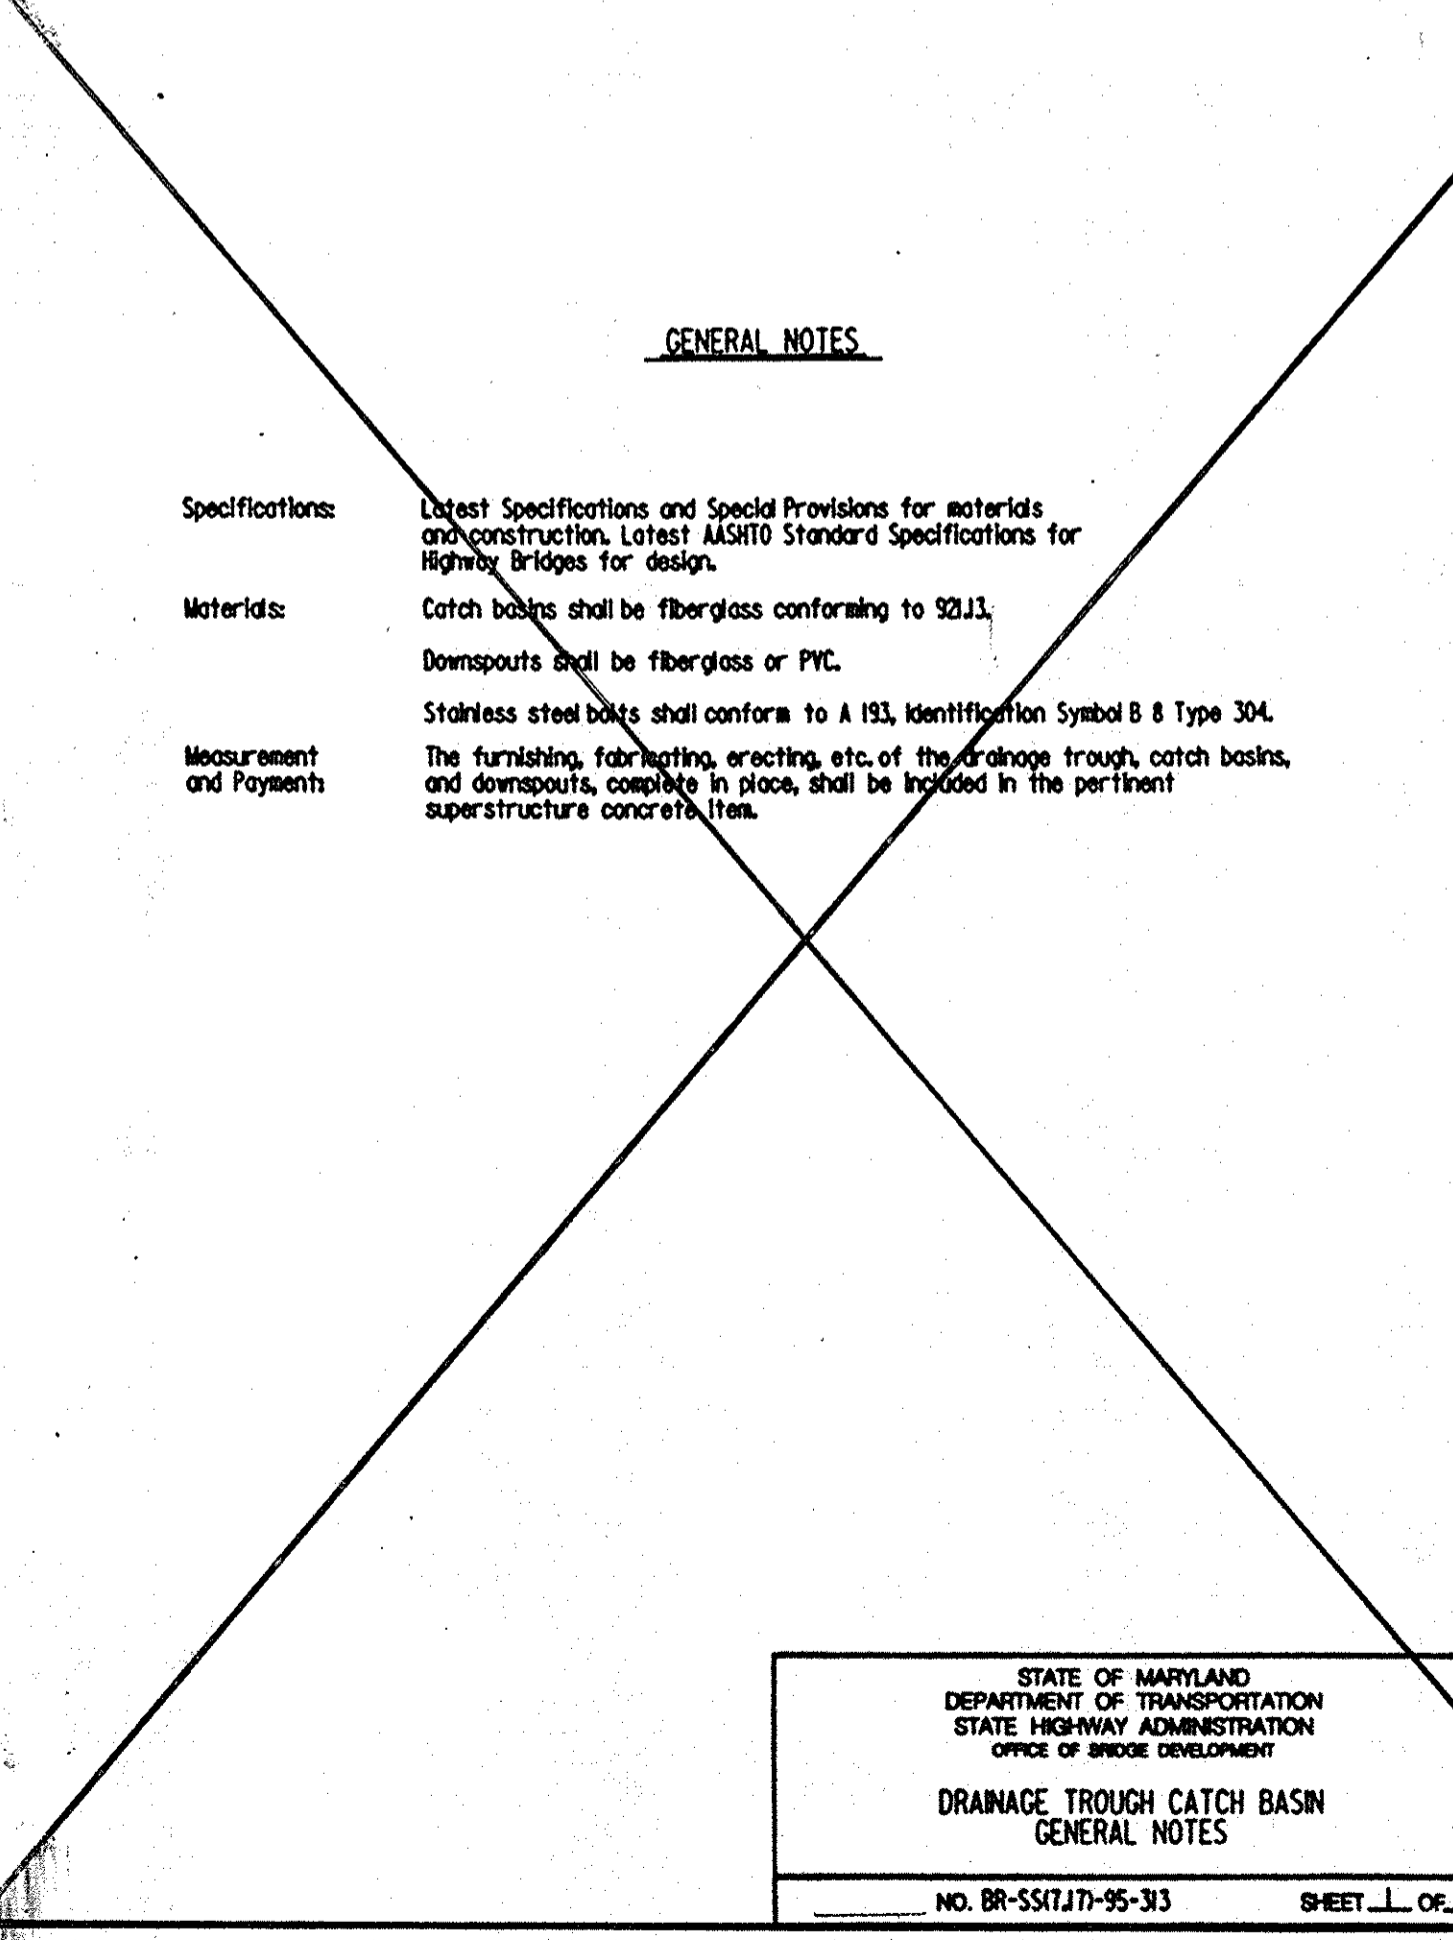 GENERAL NOTES
Specifications: Latest Specifications and Special Provisions for materials
and construction. Latest AASHTO Standard Specifications for
Highway Bridges for design.
Materials: Catch basins shall be fiberglass conforming to 921.13.
Downspouts shall be fiberglass or PVC.
Stainless steel bolts shall conform to A 193, Identification Symbol B 8 Type 304.
Measurement The furnishing, fabricating, erecting, etc. of the drainage trough, catch basins,
and Payment: and downspouts, complete in place, shall be included in the pertinent
superstructure concrete item.
STATE OF MARYLAND
DEPARTMENT OF TRANSPORTATION
STATE HIGHWAY ADMINISTRATION
OFFICE OF BRIDGE DEVELOPMENT
DRAINAGE TROUGH CATCH BASIN
GENERAL NOTES
NO. BR-SS(7.17)-95-313 SHEET 1 OF